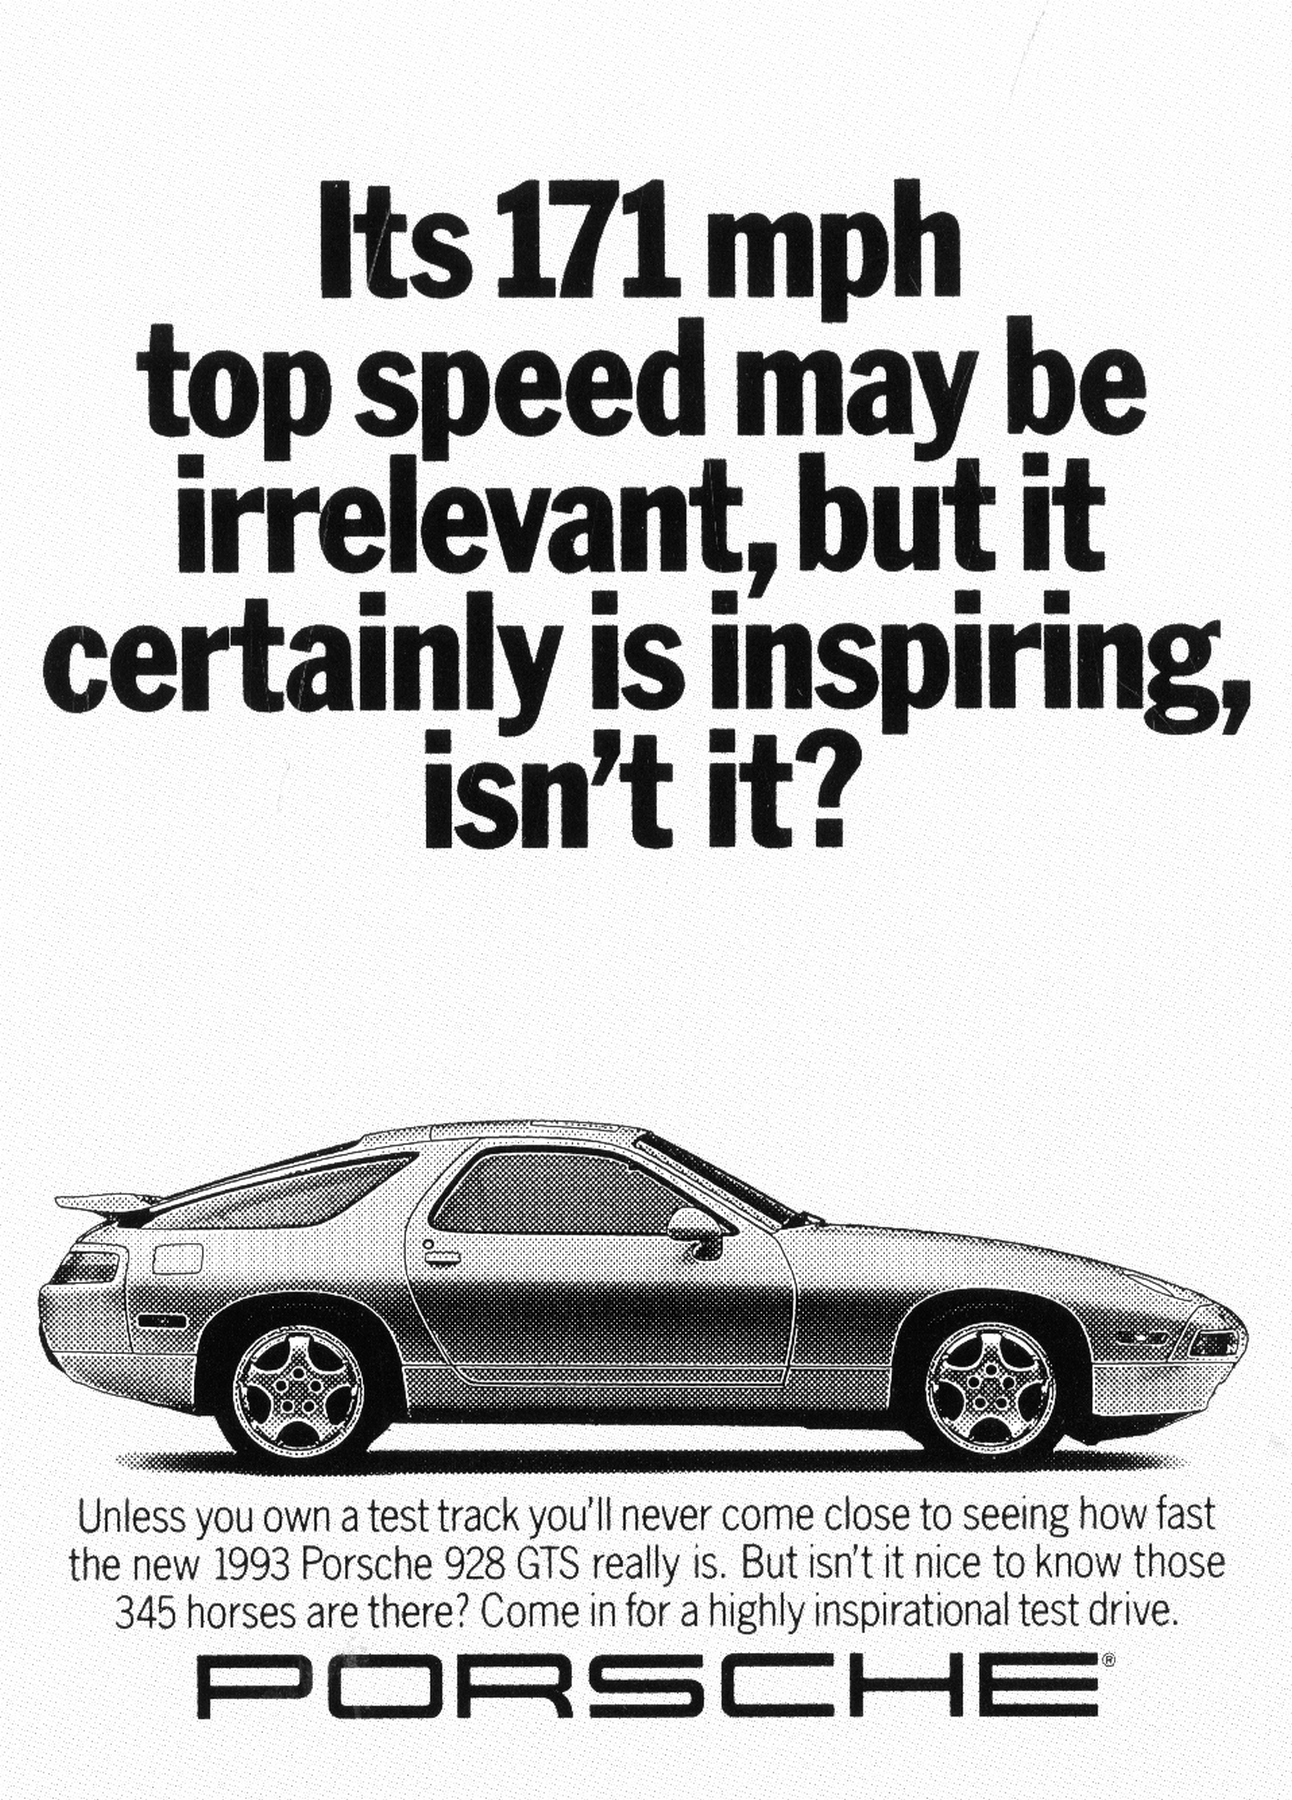 Its 171 mph
top speed may be
irrelevant, but it
certainly is inspiring,
isn't it?
Unless you own a test track you'll never come close to seeing how fast
the new 1993 Porsche 928 GTS really is. But isn't it nice to know those
345 horses are there? Come in for a highly inspirational test drive.
PORSCHE®